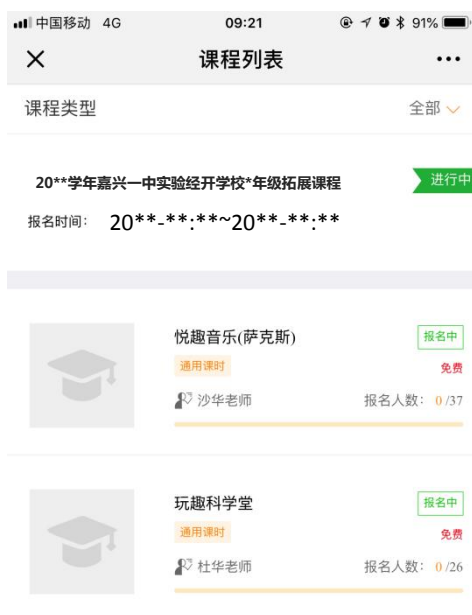 中国移动 4G 09:21 91%
课程列表
课程类型 全部
20**学年嘉兴一中实验经开学校*年级拓展课程 进行中
报名时间: 20**-**:**~20**-**:**
悦趣音乐(萨克斯) 报名中
通用课时 免费
沙华老师 报名人数: 0/37
玩趣科学堂 报名中
通用课时 免费
杜华老师 报名人数: 0/26